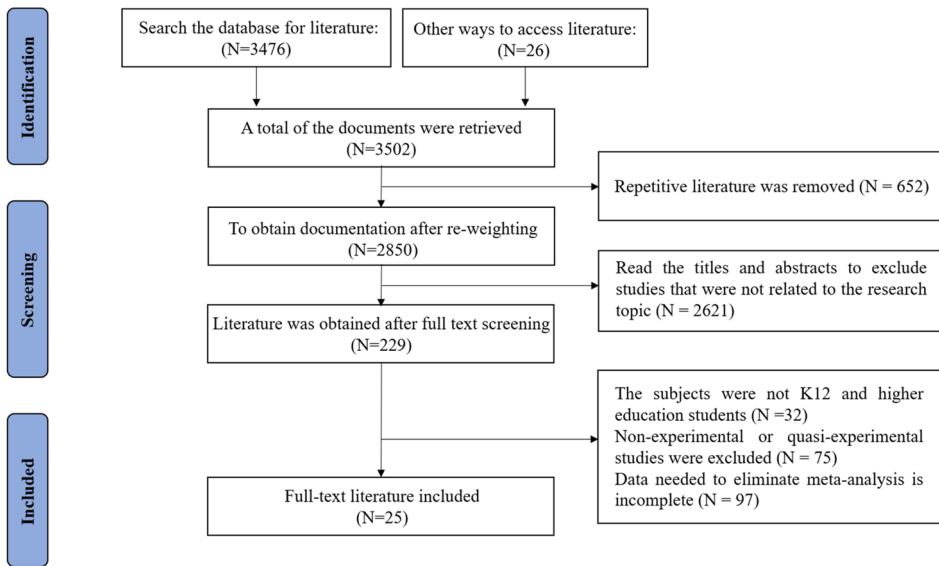 Identification
Search the database for literature:
(N=3476)
Other ways to access literature:
(N=26)
A total of the documents were retrieved
(N=3502)
Repetitive literature was removed (N = 652)
Screening
To obtain documentation after re-weighting
(N=2850)
Read the titles and abstracts to exclude
studies that were not related to the research
topic (N = 2621)
Literature was obtained after full text screening
(N=229)
The subjects were not K12 and higher
education students (N =32)
Non-experimental or quasi-experimental
studies were excluded (N = 75)
Data needed to eliminate meta-analysis is
incomplete (N = 97)
Included
Full-text literature included
(N=25)